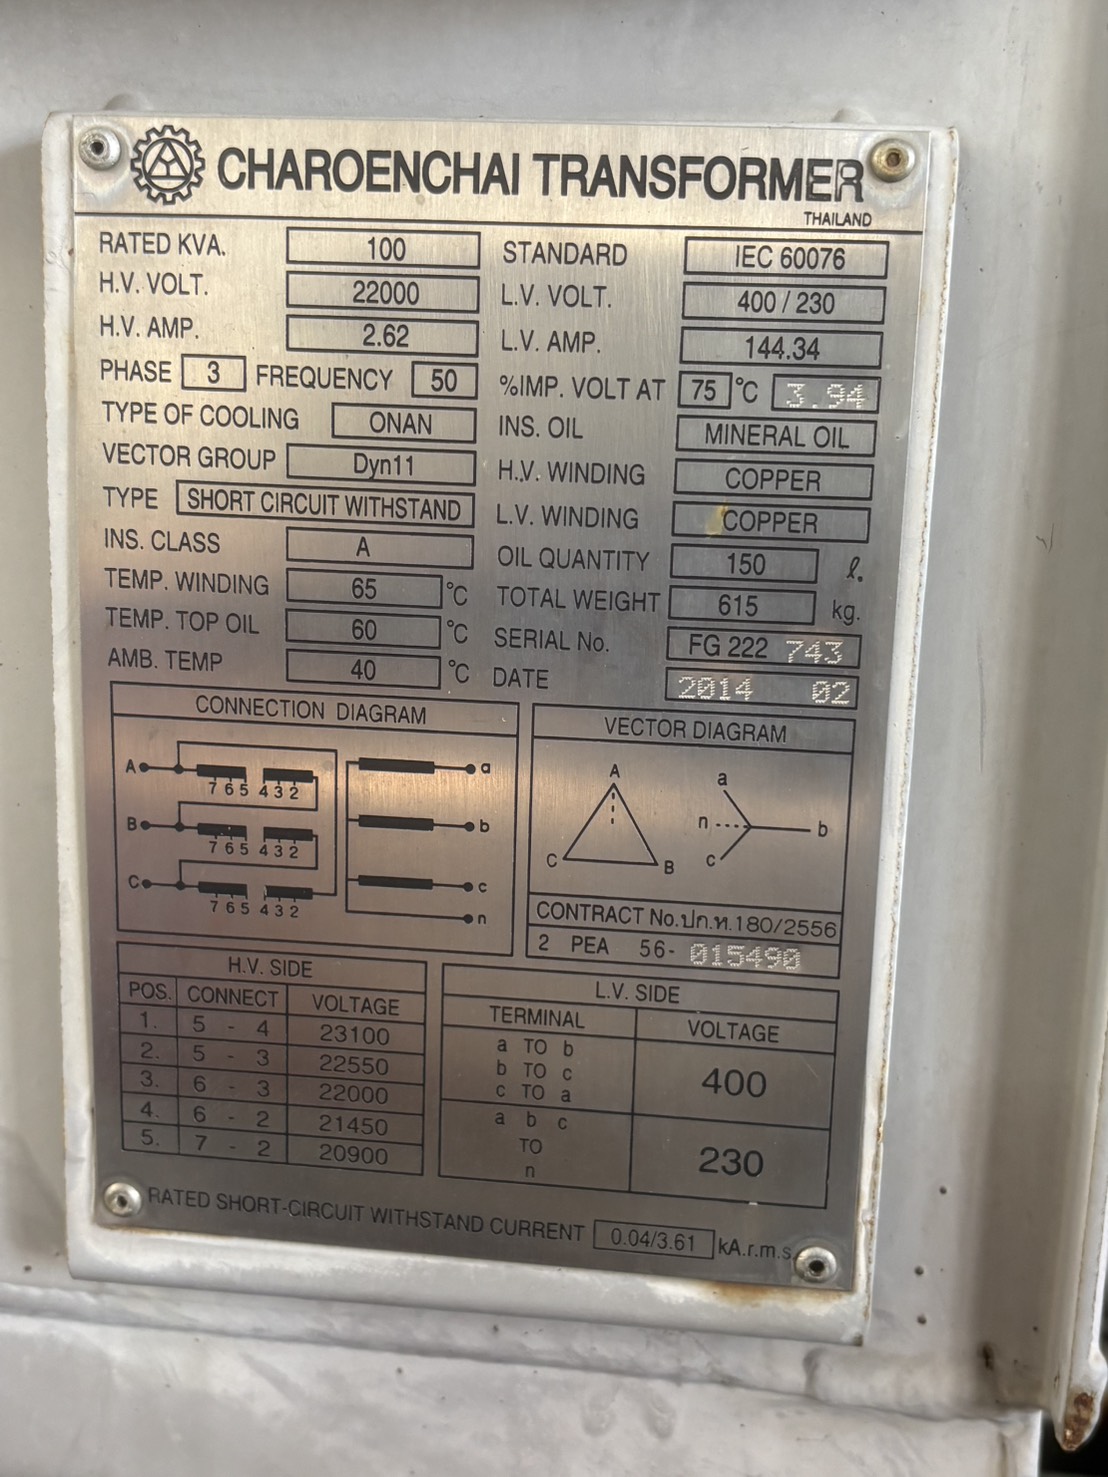 CHAROENCHAI TRANSFORMER
THAILAND
RATED KVA. 100 STANDARD IEC 60076
H.V. VOLT. 22000 L.V. VOLT. 400 / 230
H.V. AMP. 2.62 L.V. AMP. 144.34
PHASE 3 FREQUENCY 50 %IMP. VOLT AT 75 °C 3.94
TYPE OF COOLING ONAN INS. OIL MINERAL OIL
VECTOR GROUP Dyn11 H.V. WINDING COPPER
TYPE SHORT CIRCUIT WITHSTAND L.V. WINDING COPPER
INS. CLASS A OIL QUANTITY 150 ℓ.
TEMP. WINDING 65 °C TOTAL WEIGHT 615 kg.
TEMP. TOP OIL 60 °C SERIAL No. FG 222 743
AMB. TEMP 40 °C DATE 2014 02
CONNECTION DIAGRAM
A 7 6 5 4 3 2 a
B 7 6 5 4 3 2 b
C 7 6 5 4 3 2 c
n
VECTOR DIAGRAM
A a
n b
C B c
CONTRACT No.ปก.ห.180/2556
2 PEA 56- 015490
H.V. SIDE
POS. CONNECT VOLTAGE
1. 5 - 4 23100
2. 5 - 3 22550
3. 6 - 3 22000
4. 6 - 2 21450
5. 7 - 2 20900
L.V. SIDE
TERMINAL VOLTAGE
a TO b
b TO c 400
c TO a
a b c
TO 230
n
RATED SHORT-CIRCUIT WITHSTAND CURRENT 0.04/3.61 kA.r.m.s.